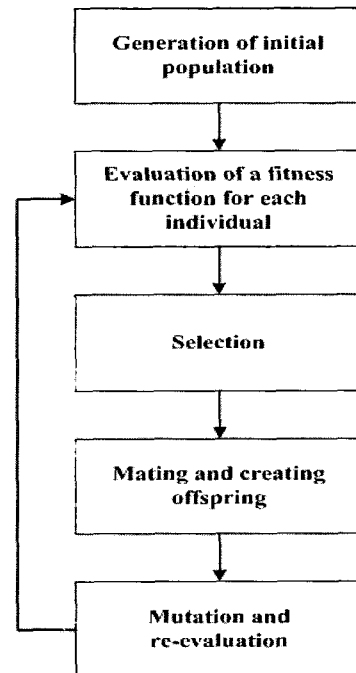 Generation of initial
population
Evaluation of a fitness
function for each
individual
Selection
Mating and creating
offspring
Mutation and
re-evaluation